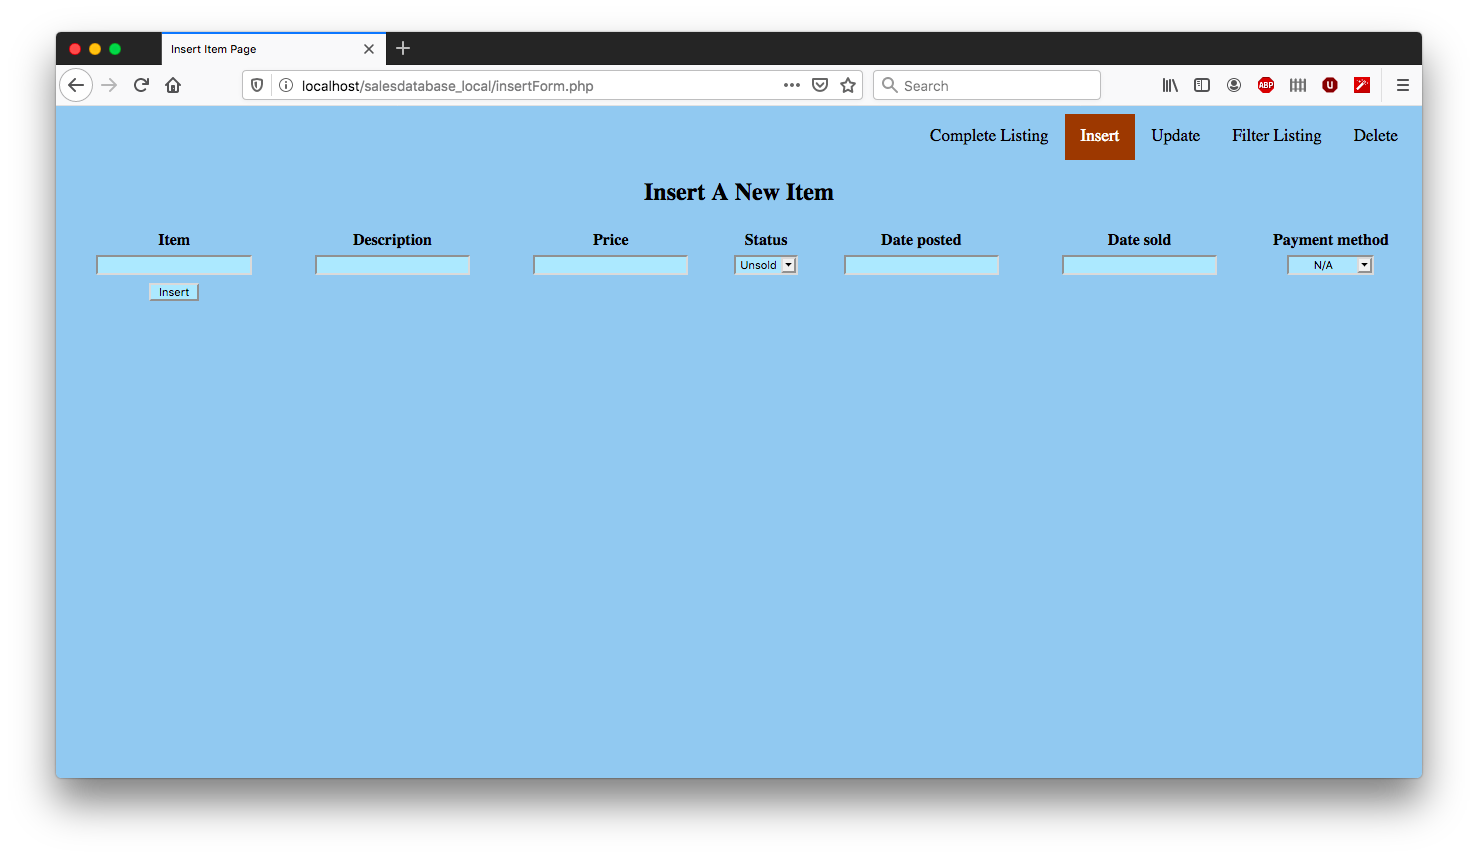 Insert Item Page
localhost/salesdatabase_local/insertForm.php
Search
ABP
Complete Listing Insert Update Filter Listing Delete
Insert A New Item
Item Description Price Status Date posted Date sold Payment method
Unsold N/A
Insert